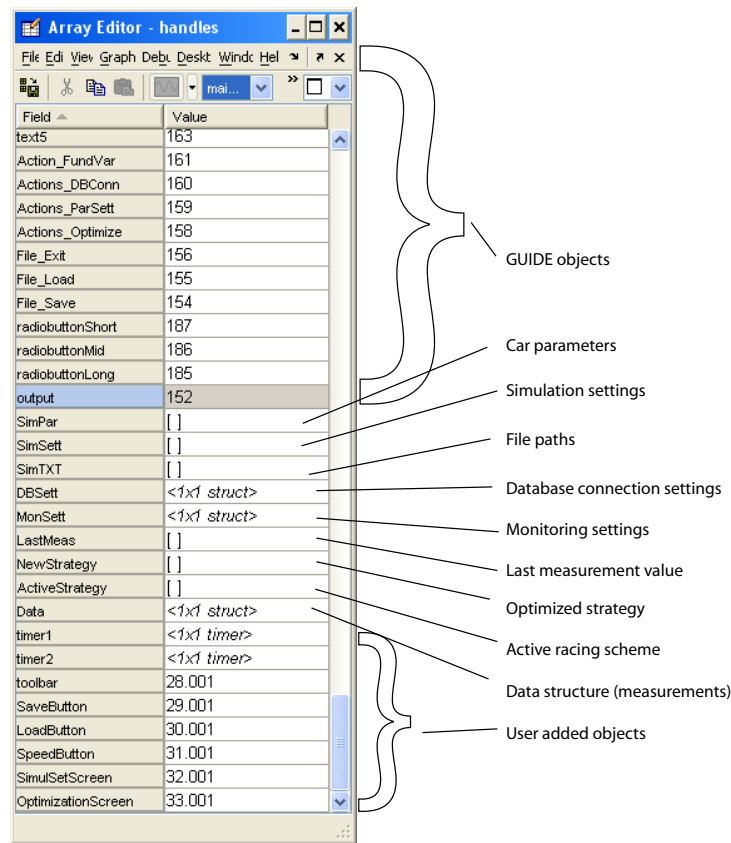 Array Editor - handles
File Edi Viev Graph Debu Deskt Windc Hel
mai... »
Field Value
text5 163
Action_FundVar 161
Actions_DBConn 160
Actions_ParSett 159
Actions_Optimize 158
File_Exit 156
File_Load 155
File_Save 154
radiobuttonShort 187
radiobuttonMid 186
radiobuttonLong 185
output 152
SimPar [ ]
SimSett [ ]
SimTXT [ ]
DBSett <1x1 struct>
MonSett <1x1 struct>
LastMeas [ ]
NewStrategy [ ]
ActiveStrategy [ ]
Data <1x1 struct>
timer1 <1x1 timer>
timer2 <1x1 timer>
toolbar 28.001
SaveButton 29.001
LoadButton 30.001
SpeedButton 31.001
SimulSetScreen 32.001
OptimizationScreen 33.001
GUIDE objects
Car parameters
Simulation settings
File paths
Database connection settings
Monitoring settings
Last measurement value
Optimized strategy
Active racing scheme
Data structure (measurements)
User added objects